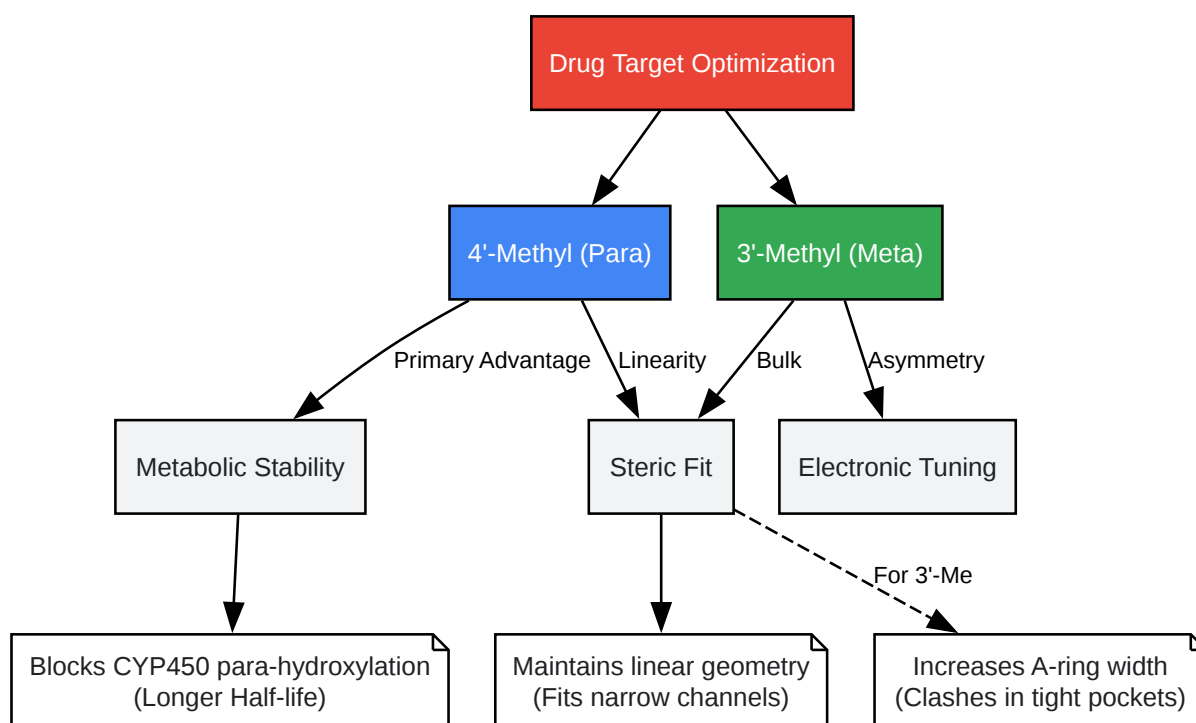 Drug Target Optimization
4'-Methyl (Para)
3'-Methyl (Meta)
Primary Advantage
Linearity
Bulk
Asymmetry
Metabolic Stability
Steric Fit
Electronic Tuning
For 3'-Me
Blocks CYP450 para-hydroxylation
(Longer Half-life)
Maintains linear geometry
(Fits narrow channels)
Increases A-ring width
(Clashes in tight pockets)